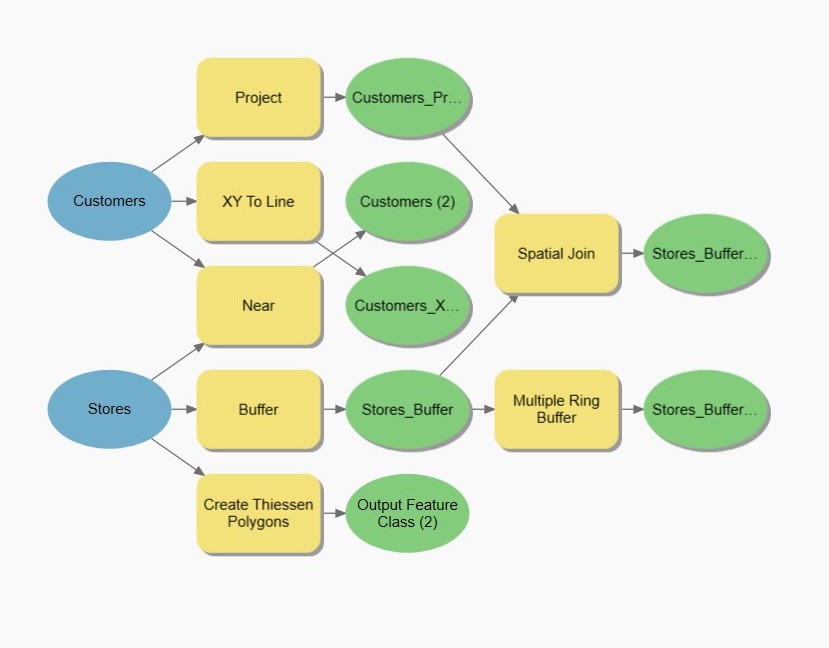 Project
Customers_Pr...
Customers
XY To Line
Customers (2)
Spatial Join
Stores_Buffer...
Near
Customers_X...
Stores
Buffer
Stores_Buffer
Multiple Ring
Buffer
Stores_Buffer...
Create Thiessen
Polygons
Output Feature
Class (2)